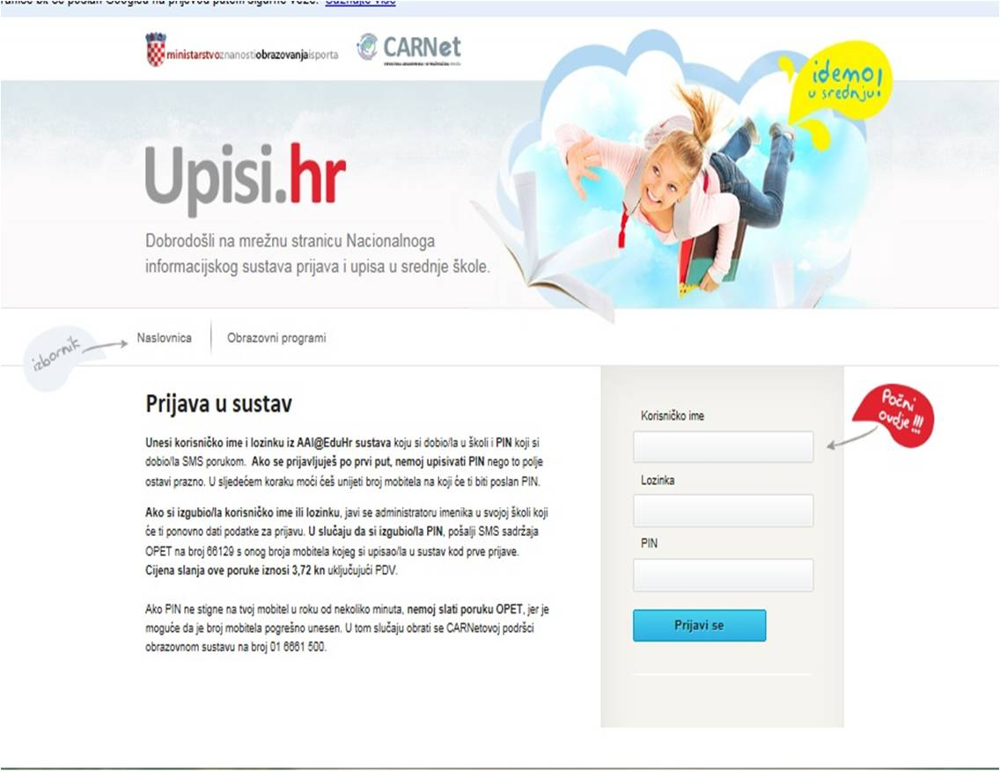 bit će poslan Googleu na prijevod putem sigurne veze. Saznajte više
ministarstvoznanostiobrazovanjaisporta
CARNet
idemo!
u srednju!
Upisi.hr
Dobrodošli na mrežnu stranicu Nacionalnoga
informacijskog sustava prijava i upisa u srednje škole.
izbornik
Naslovnica
Obrazovni programi
Prijava u sustav
Unesi korisničko ime i lozinku iz AAI@EduHr sustava koju si dobio/la u školi i PIN koji si
dobio/la SMS porukom. Ako se prijavljuješ po prvi put, nemoj upisivati PIN nego to polje
ostavi prazno. U sljedećem koraku moći ćeš unijeti broj mobitela na koji će ti biti poslan PIN.
Ako si izgubio/la korisničko ime ili lozinku, javi se administratoru imenika u svojoj školi koji
će ti ponovno dati podatke za prijavu. U slučaju da si izgubio/la PIN, pošalji SMS sadržaja
OPET na broj 66129 s onog broja mobitela kojeg si upisao/la u sustav kod prve prijave.
Cijena slanja ove poruke iznosi 3,72 kn uključujući PDV.
Ako PIN ne stigne na tvoj mobitel u roku od nekoliko minuta, nemoj slati poruku OPET, jer je
moguće da je broj mobitela pogrešno unesen. U tom slučaju obrati se CARNetovoj podršci
obrazovnom sustavu na broj 01 6661 500.
Korisničko ime
Počni
ovdje !!!
Lozinka
PIN
Prijavi se